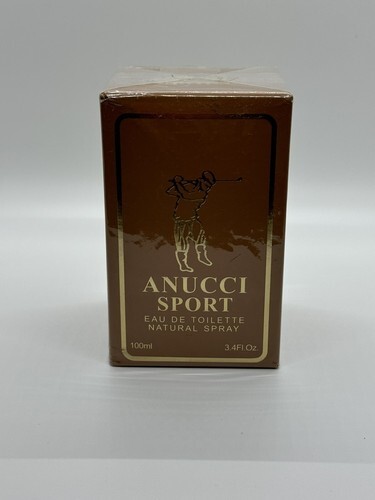 ANUCCI
SPORT
EAU DE TOILETTE
NATURAL SPRAY
100ml 3.4Fl.Oz